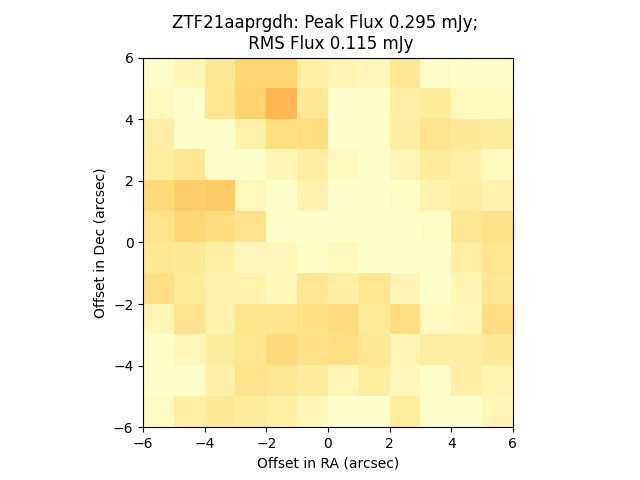 ZTF21aaprgdh: Peak Flux 0.295 mJy;
RMS Flux 0.115 mJy
6
4
2
0
−2
−4
−6
Offset in Dec (arcsec)
−6 −4 −2 0 2 4 6
Offset in RA (arcsec)